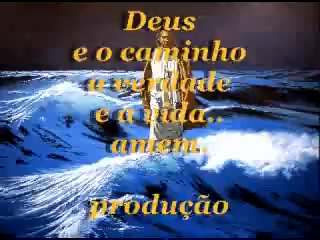 Deus
e o caminho
a verdade
e a vida..
amem.
produção